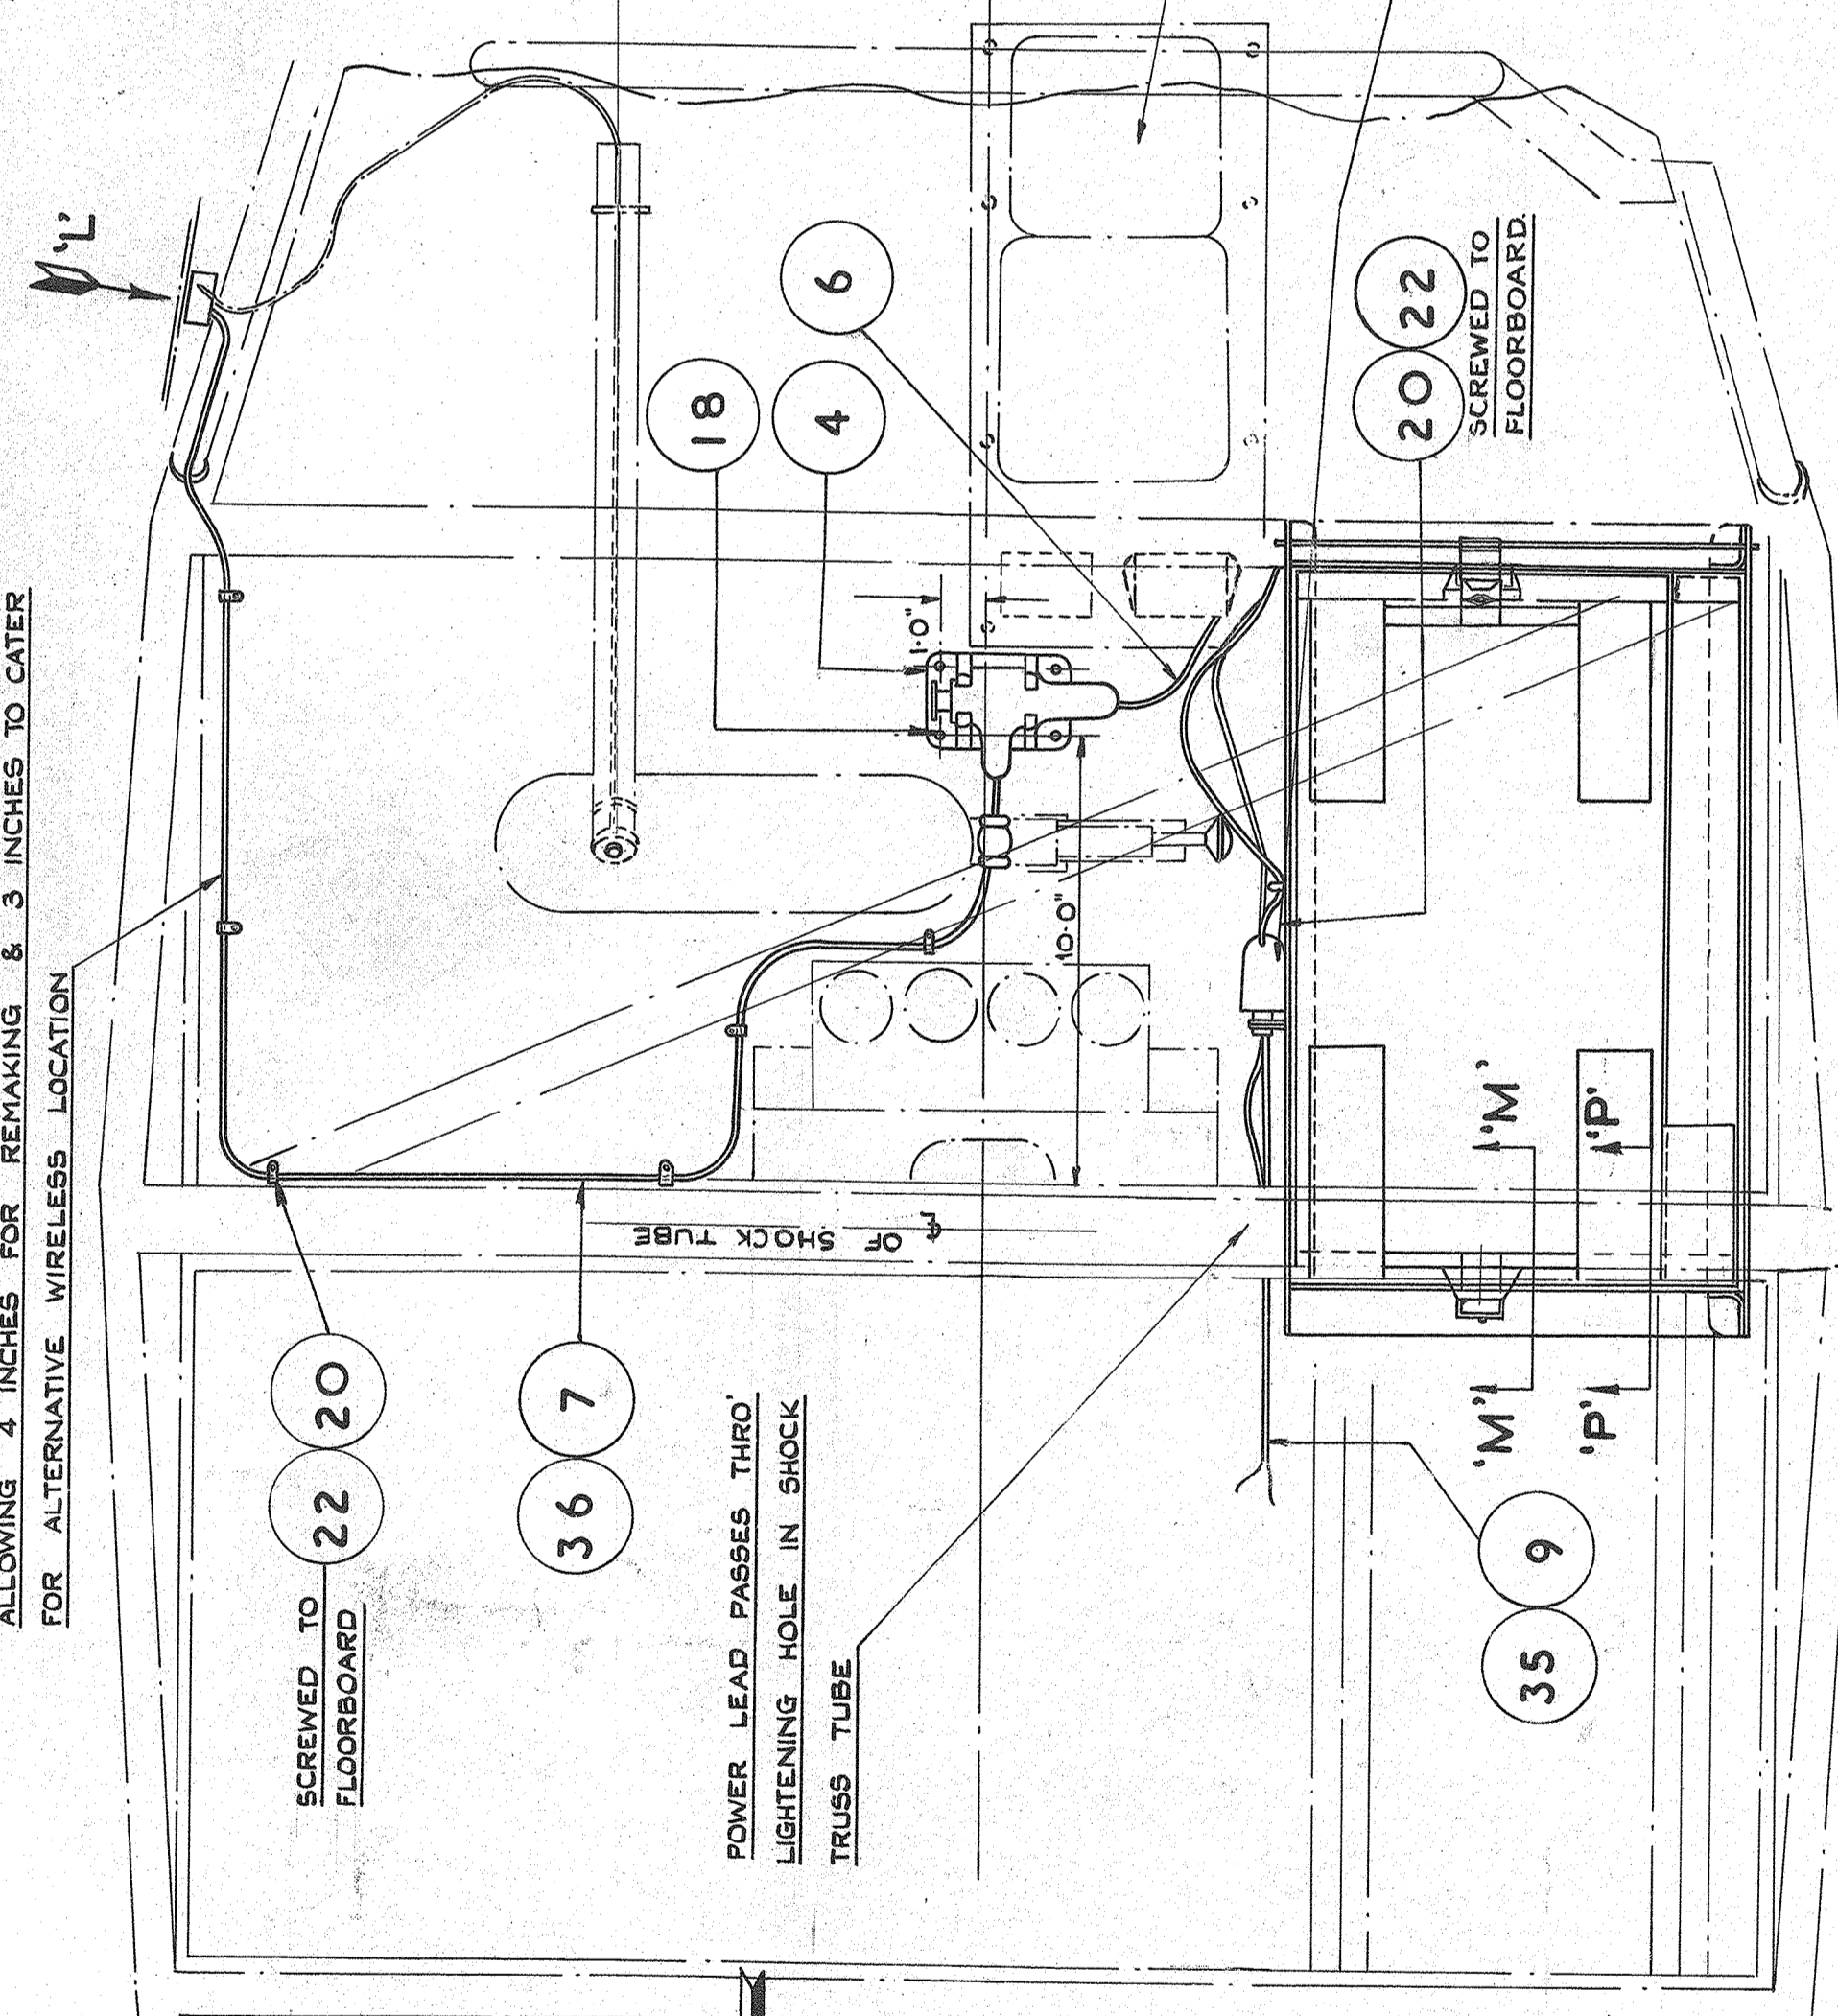 ALLOWING 4 INCHES FOR REMAKING & 3 INCHES TO CATER
FOR ALTERNATIVE WIRELESS LOCATION
'L'
SCREWED TO
FLOORBOARD
22 20
36 7
POWER LEAD PASSES THRO'
LIGHTENING HOLE IN SHOCK
TRUSS TUBE
℄ OF SHOCK TUBE
18
4
6
1·0"
10·0"
20 22
SCREWED TO
FLOORBOARD.
'M' 'M'
'P' 'P'
35 9